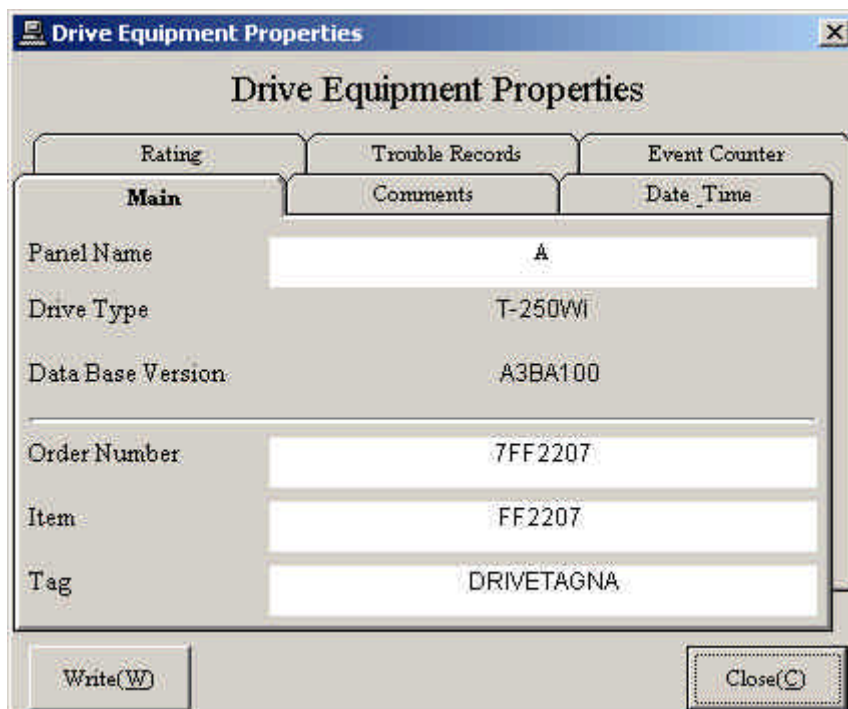 Drive Equipment Properties
Drive Equipment Properties
Rating Trouble Records Event Counter
Main Comments Date_Time
Panel Name A
Drive Type T-250WI
Data Base Version A3BA100
Order Number 7FF2207
Item FF2207
Tag DRIVETAGNA
Write(W) Close(C)